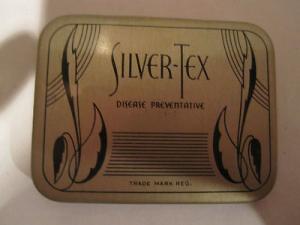 SILVER-TEX
DISEASE PREVENTATIVE
TRADE MARK REG.